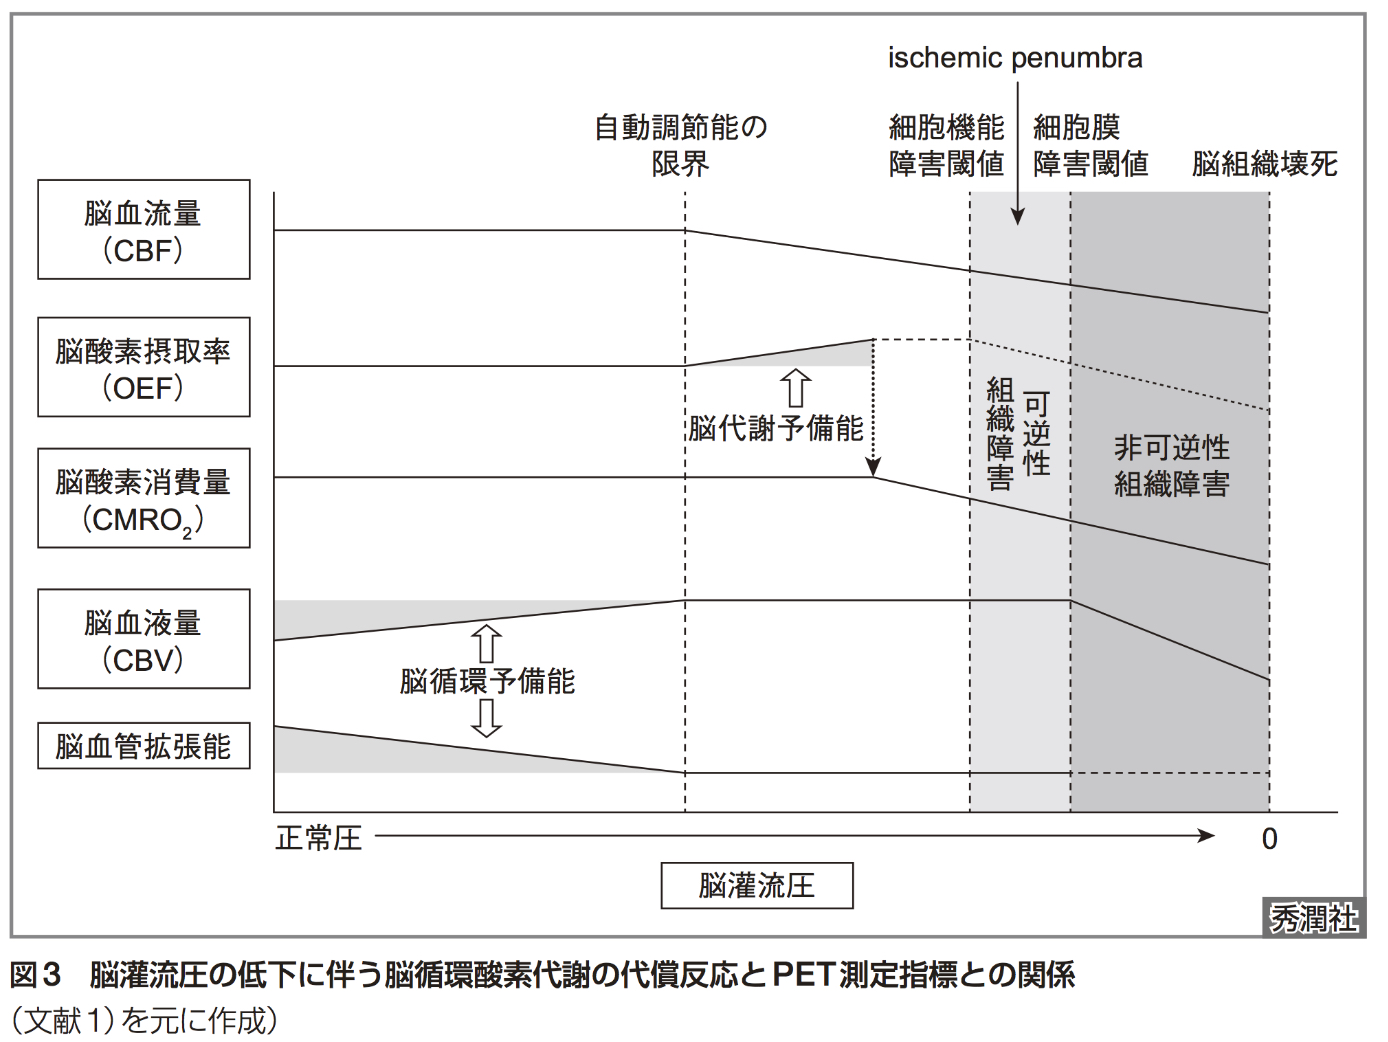 ischemic penumbra
自動調節能の
限界
細胞機能
障害閾値
細胞膜
障害閾値
脳組織壊死
脳血流量
（CBF）
脳酸素摂取率
（OEF）
脳代謝予備能
可逆性
組織障害
非可逆性
組織障害
脳酸素消費量
（CMRO₂）
脳血液量
（CBV）
脳循環予備能
脳血管拡張能
正常圧
0
脳灌流圧
秀潤社
図3 脳灌流圧の低下に伴う脳循環酸素代謝の代償反応とPET測定指標との関係
（文献1）を元に作成）